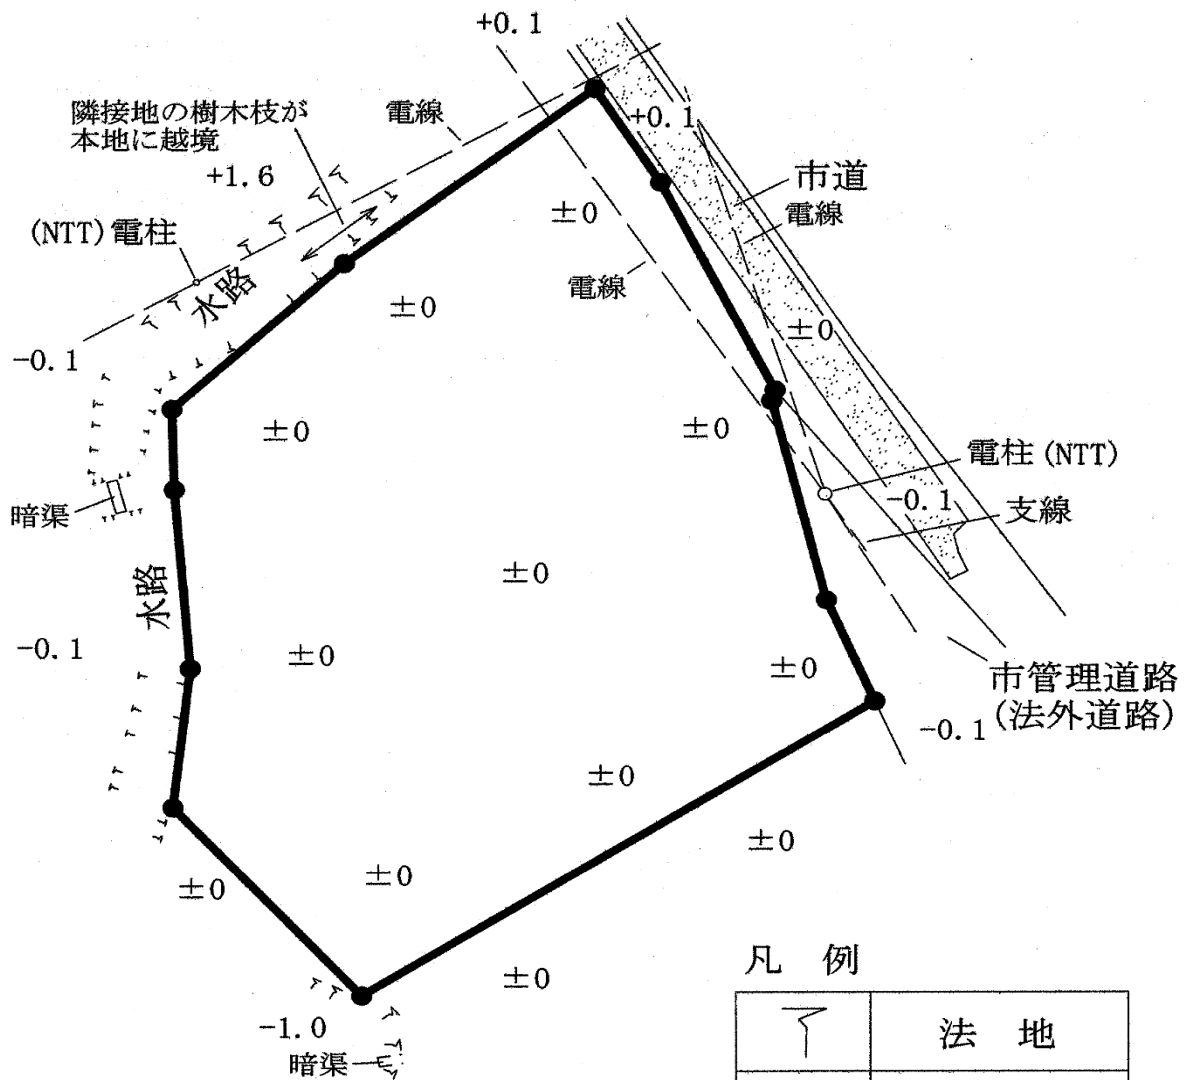 +0.1
隣接地の樹木枝が
本地に越境
電線
+0.1
+1.6
市道
±0
電線
(NTT)電柱
水路
電線
±0
±0
-0.1
±0
±0
電柱(NTT)
-0.1
支線
暗渠
±0
水路
-0.1
±0
±0
市管理道路
(法外道路)
-0.1
±0
±0
±0
±0
±0
凡 例
法 地
-1.0
暗渠